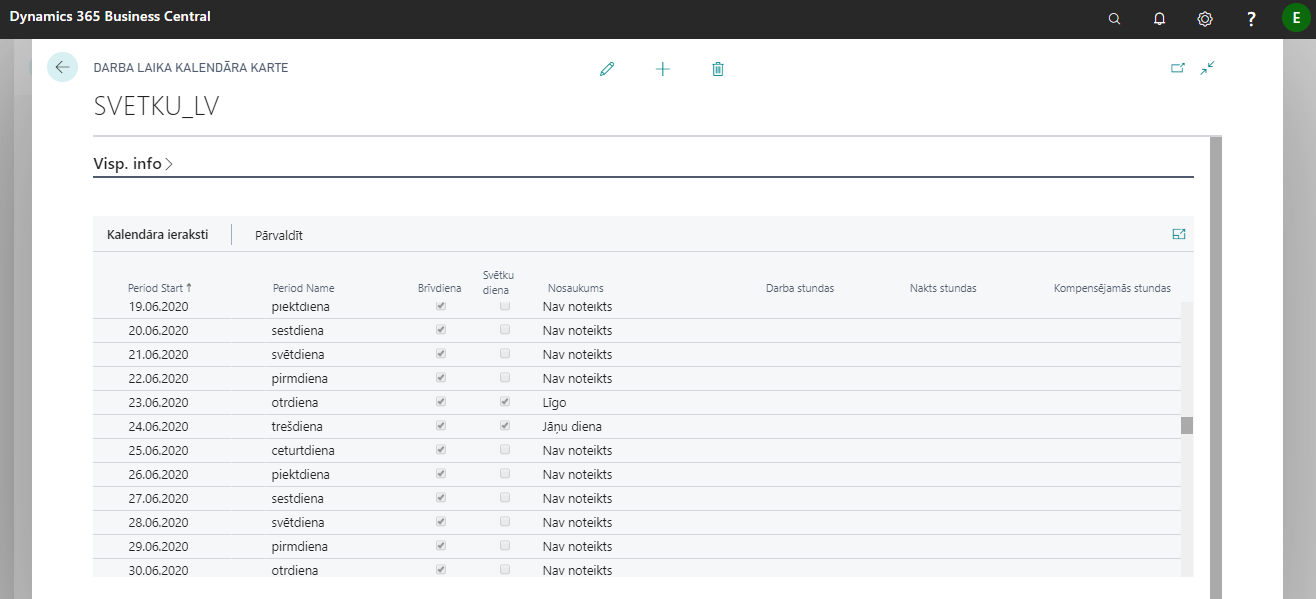 Dynamics 365 Business Central
?
E
DARBA LAIKA KALENDĀRA KARTE
SVETKU_LV
Visp. info
Kalendāra ieraksti Pārvaldīt
Period Start Period Name Brīvdiena Svētku diena Nosaukums Darba stundas Nakts stundas Kompensējamās stundas
19.06.2020 piektdiena Nav noteikts
20.06.2020 sestdiena Nav noteikts
21.06.2020 svētdiena Nav noteikts
22.06.2020 pirmdiena Nav noteikts
23.06.2020 otrdiena Līgo
24.06.2020 trešdiena Jāņu diena
25.06.2020 ceturtdiena Nav noteikts
26.06.2020 piektdiena Nav noteikts
27.06.2020 sestdiena Nav noteikts
28.06.2020 svētdiena Nav noteikts
29.06.2020 pirmdiena Nav noteikts
30.06.2020 otrdiena Nav noteikts